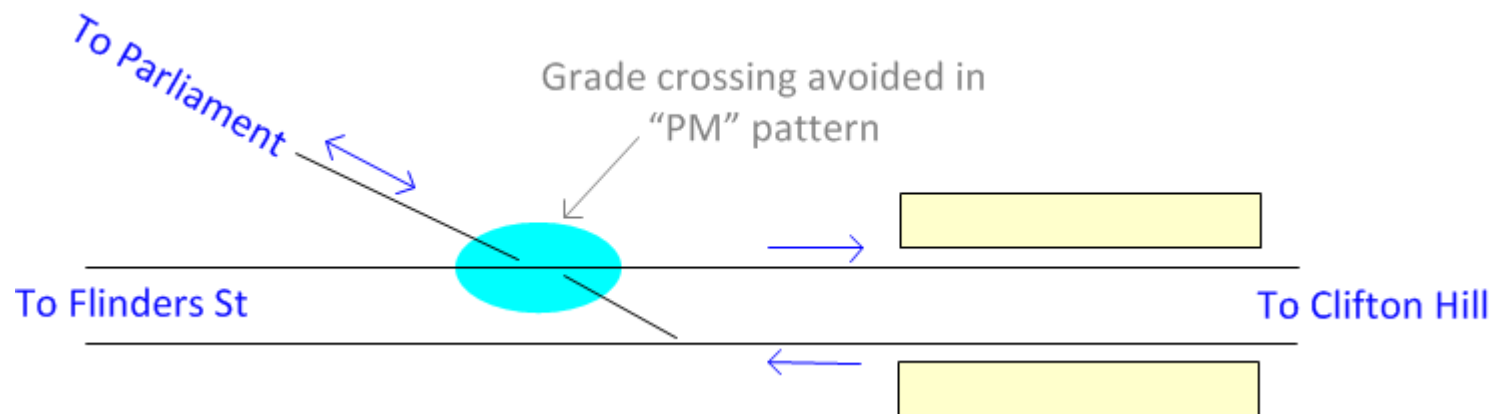 To Parliament
Grade crossing avoided in
“PM” pattern
To Flinders St
To Clifton Hill